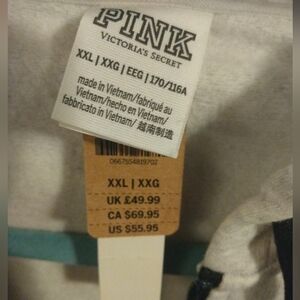 PINK
VICTORIA'S SECRET
XXL | XXG | EEG | 170/116A
made in Vietnam/fabriqué au
Vietnam/hecho en Vietnam/
fabbricato in Vietnam/ 越南制造
0667554819702
XXL | XXG
UK £49.99
CA $69.95
US $55.95